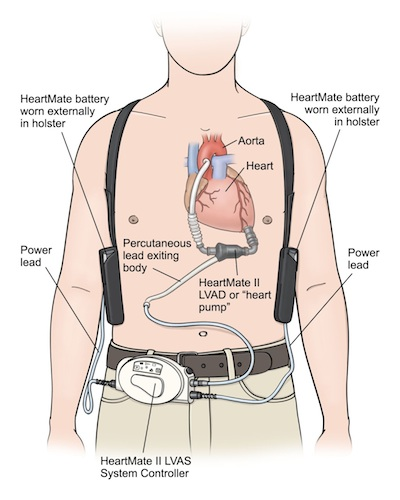 HeartMate battery
worn externally
in holster
HeartMate battery
worn externally
in holster
Aorta
Heart
Percutaneous
lead exiting
body
Power
lead
HeartMate II
LVAD or “heart
pump”
Power
lead
HeartMate II LVAS
System Controller